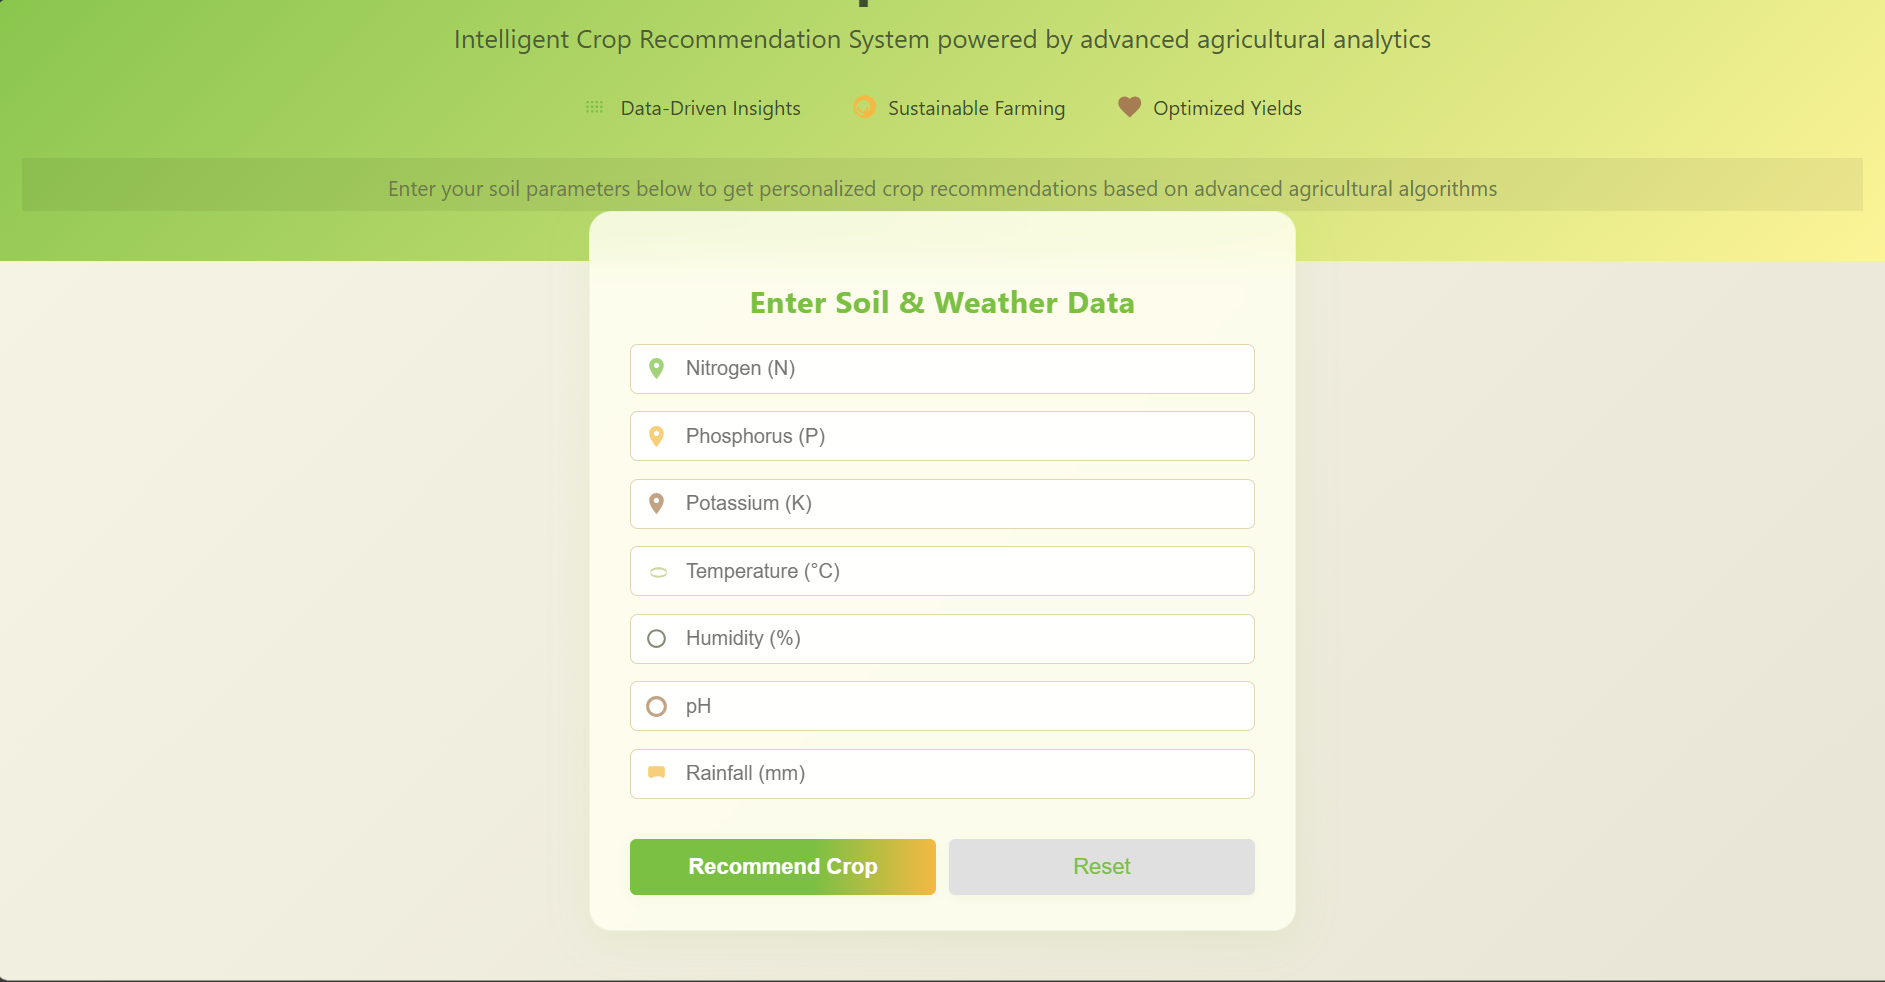 Intelligent Crop Recommendation System powered by advanced agricultural analytics
Data-Driven Insights
Sustainable Farming
Optimized Yields
Enter your soil parameters below to get personalized crop recommendations based on advanced agricultural algorithms
Enter Soil & Weather Data
Nitrogen (N)
Phosphorus (P)
Potassium (K)
Temperature (°C)
Humidity (%)
pH
Rainfall (mm)
Recommend Crop
Reset